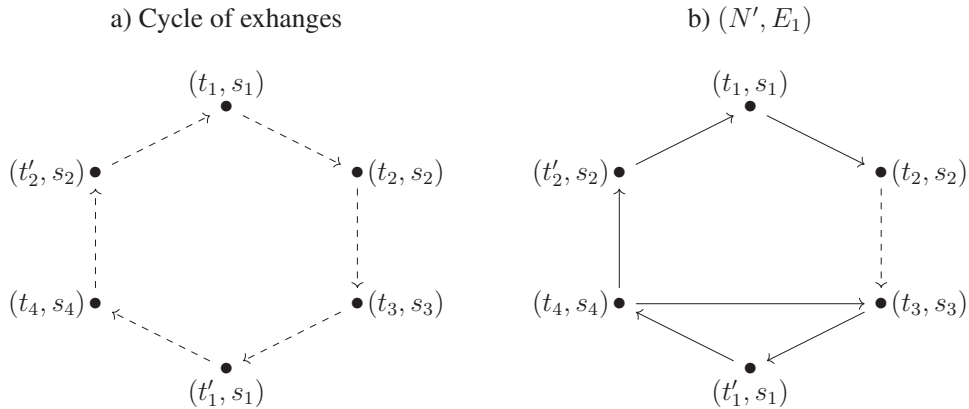 a) Cycle of exhanges
(t₁, s₁)
(t′₂, s₂)
(t₂, s₂)
(t₄, s₄)
(t₃, s₃)
(t′₁, s₁)
b) (N′, E₁)
(t₁, s₁)
(t′₂, s₂)
(t₂, s₂)
(t₄, s₄)
(t₃, s₃)
(t′₁, s₁)